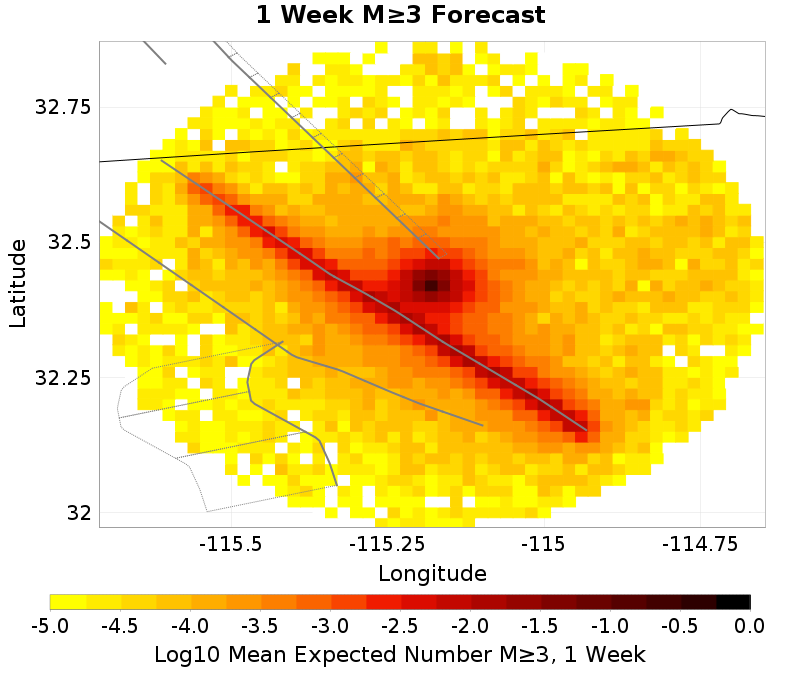 1 Week M≥3 Forecast
Latitude
32.75
32.5
32.25
32
-115.5 -115.25 -115 -114.75
Longitude
-5.0 -4.5 -4.0 -3.5 -3.0 -2.5 -2.0 -1.5 -1.0 -0.5 0.0
Log10 Mean Expected Number M≥3, 1 Week